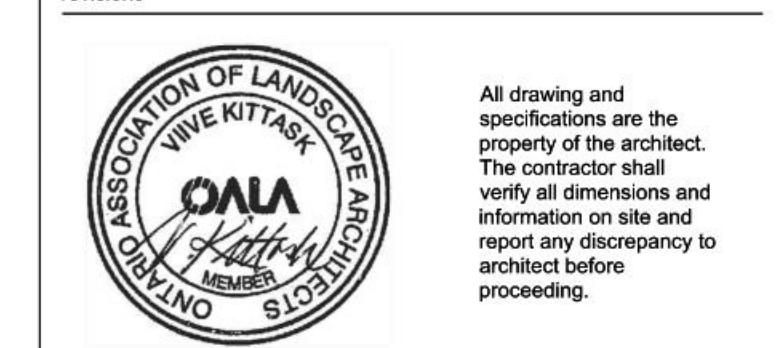 ONTARIO ASSOCIATION OF LANDSCAPE ARCHITECTS
VIIVE KITTASK
OALA
V. Kittask
MEMBER
All drawing and
specifications are the
property of the architect.
The contractor shall
verify all dimensions and
information on site and
report any discrepancy to
architect before
proceeding.